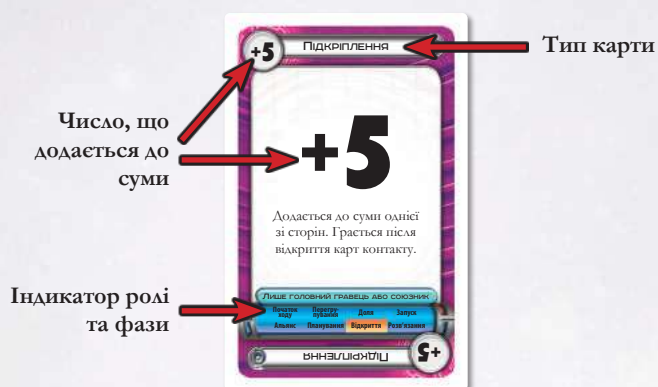 +5
Підкріплення
Тип карти
Число, що
додається до
суми
+5
Додається до суми однієї
зі сторін. Грається після
відкриття карт контакту.
Індикатор ролі
та фази
Лише головний гравець або союзник
Початок ходу
Перегрупування
Доля
Запуск
Альянс
Планування
Відкриття
Розв'язання
Підкріплення
+5